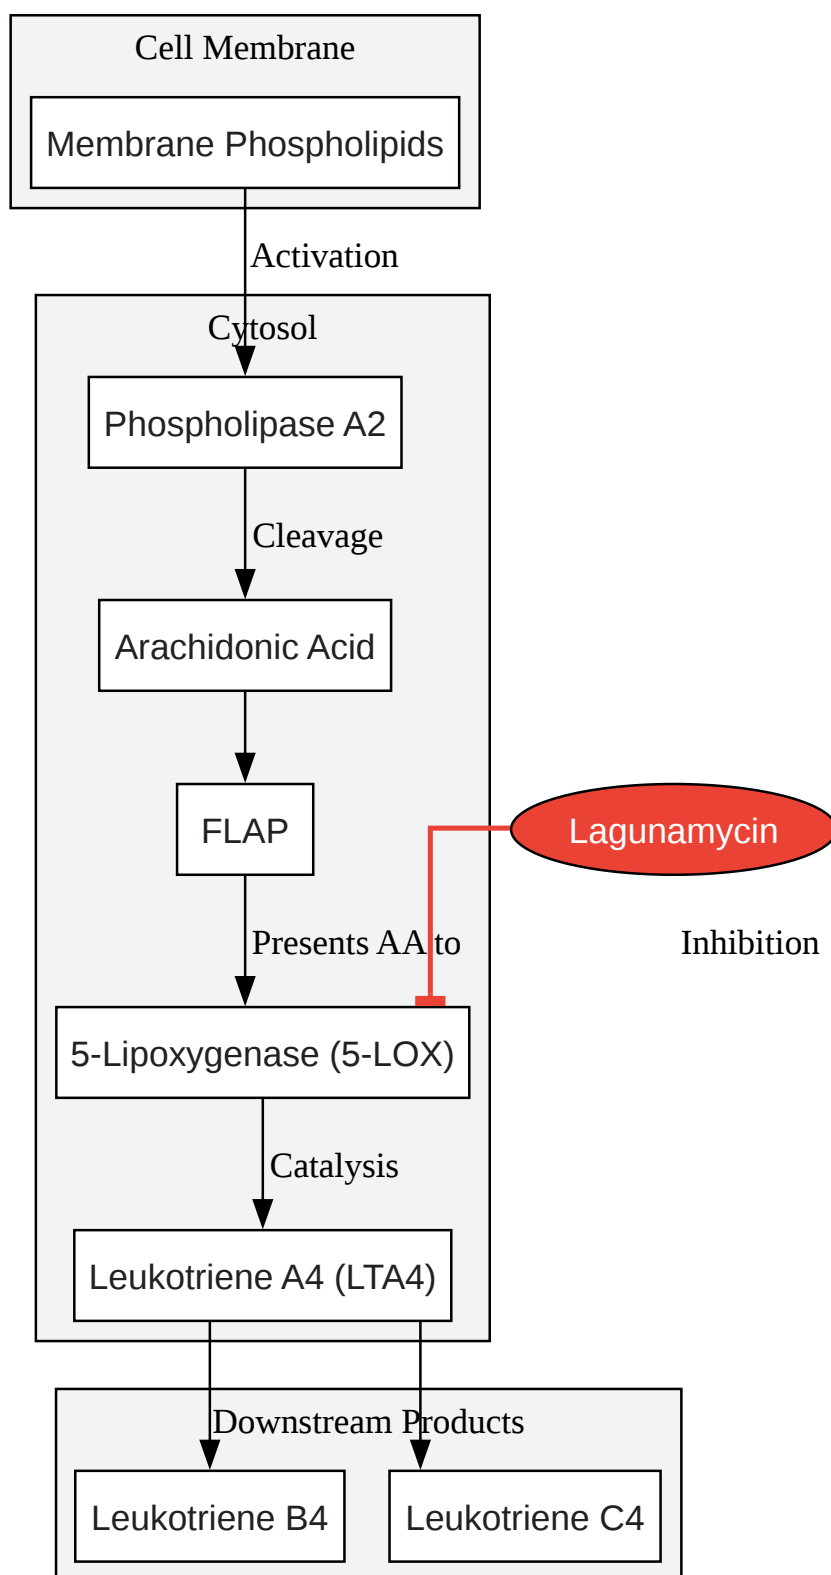 Cell Membrane
Membrane Phospholipids
Activation
Cytosol
Phospholipase A2
Cleavage
Arachidonic Acid
FLAP
Lagunamycin
Presents AA to
Inhibition
5-Lipoxygenase (5-LOX)
Catalysis
Leukotriene A4 (LTA4)
Downstream Products
Leukotriene B4
Leukotriene C4